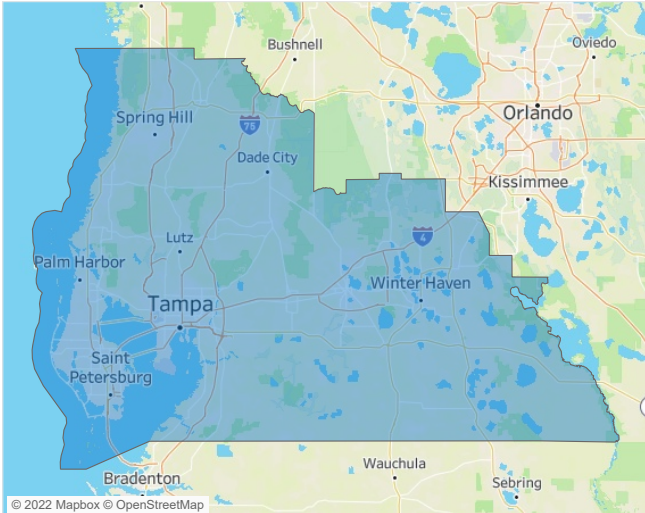 Bushnell
Oviedo
Orlando
Spring Hill
75
Dade City
Kissimmee
Lutz
4
Palm Harbor
Winter Haven
Tampa
Saint
Petersburg
Wauchula
Bradenton
Sebring
© 2022 Mapbox © OpenStreetMap